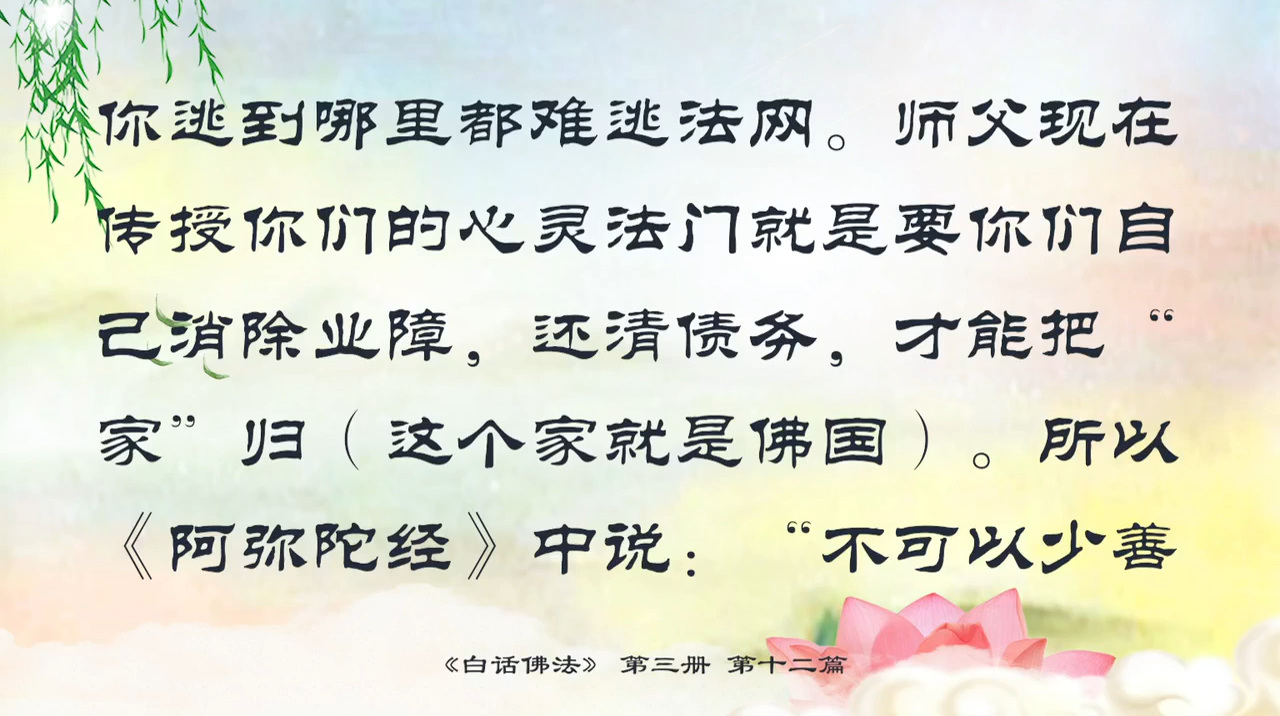 你逃到哪里都难逃法网。师父现在
传授你们的心灵法门就是要你们自
己消除业障，还清债务，才能把“
家”归（这个家就是佛国）。所以
《阿弥陀经》中说：“不可以少善
《白话佛法》 第三册 第十二篇